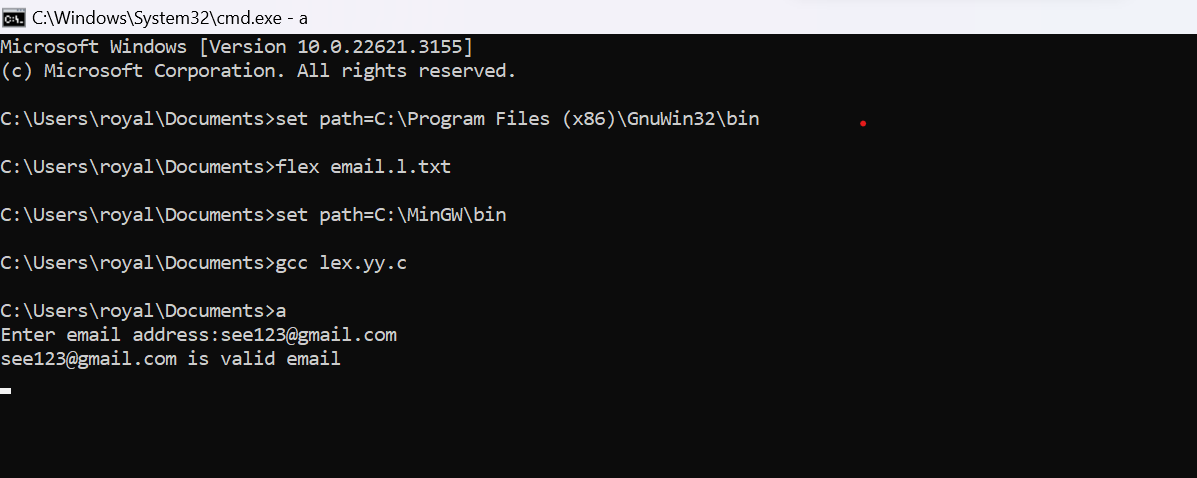 C:\Windows\System32\cmd.exe - a
Microsoft Windows [Version 10.0.22621.3155]
(c) Microsoft Corporation. All rights reserved.
C:\Users\royal\Documents>set path=C:\Program Files (x86)\GnuWin32\bin
C:\Users\royal\Documents>flex email.l.txt
C:\Users\royal\Documents>set path=C:\MinGW\bin
C:\Users\royal\Documents>gcc lex.yy.c
C:\Users\royal\Documents>a
Enter email address:see123@gmail.com
see123@gmail.com is valid email